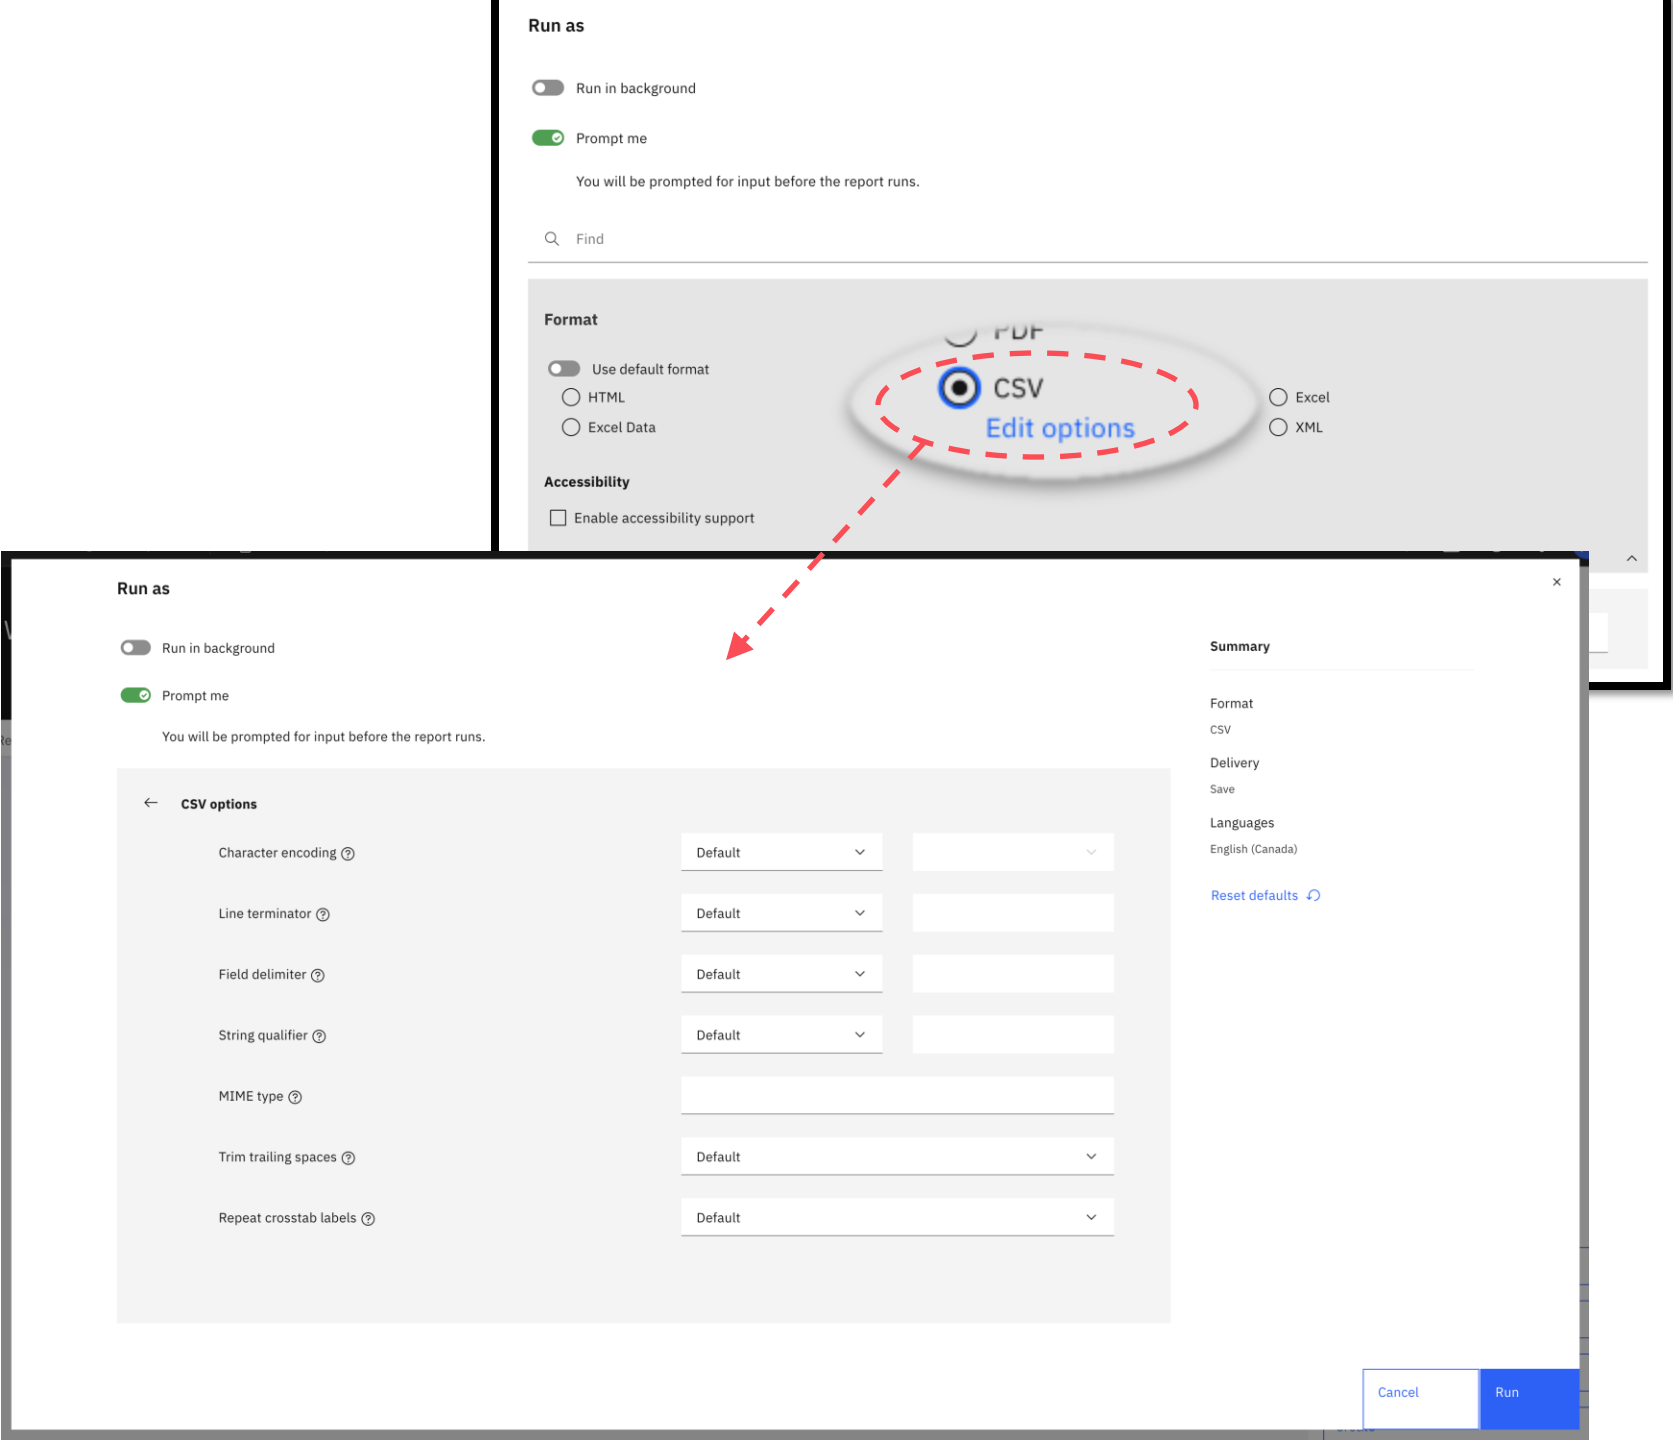 Run as
Run in background
Prompt me
You will be prompted for input before the report runs.
Find
Format
Use default format
HTML
PDF
Excel
Excel Data
CSV
Edit options
XML
Accessibility
Enable accessibility support
Run as
Run in background
Prompt me
You will be prompted for input before the report runs.
CSV options
Character encoding
Default
Line terminator
Default
Field delimiter
Default
String qualifier
Default
MIME type
Trim trailing spaces
Default
Repeat crosstab labels
Default
Summary
Format
CSV
Delivery
Save
Languages
English (Canada)
Reset defaults
Cancel
Run